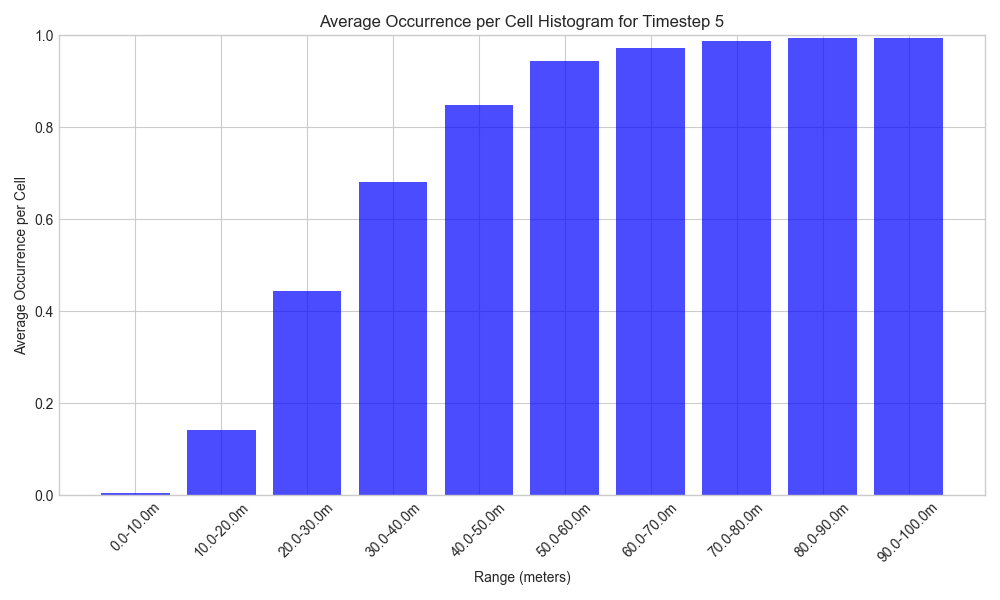 Average Occurrence per Cell Histogram for Timestep 5
Average Occurrence per Cell
1.0
0.8
0.6
0.4
0.2
0.0
0.0-10.0m
10.0-20.0m
20.0-30.0m
30.0-40.0m
40.0-50.0m
50.0-60.0m
60.0-70.0m
70.0-80.0m
80.0-90.0m
90.0-100.0m
Range (meters)